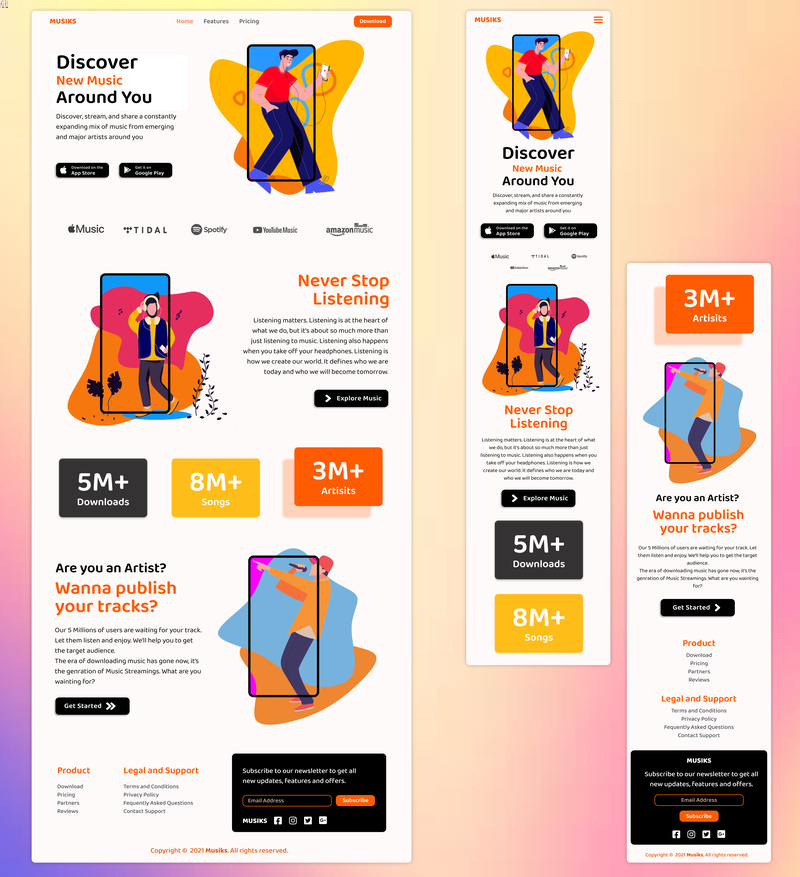 MUSIKS
Home Features Pricing
Download
Discover
New Music
Around You
Discover, stream, and share a constantly
expanding mix of music from emerging
and major artists around you
Download on the
App Store
Get it on
Google Play
Music
TIDAL
Spotify
YouTube Music
amazon music
Never Stop
Listening
Listening matters. Listening is at the heart of
what we do, but it's about so much more than
just listening to music. Listening also happens
when you take off your headphones. Listening is
how we create our world. It defines who we are
today and who we will become tomorrow.
Explore Music
5M+
Downloads
8M+
Songs
3M+
Artisits
Are you an Artist?
Wanna publish
your tracks?
Our 5 Millions of users are waiting for your track.
Let them listen and enjoy. We'll help you to get
the target audience.
The era of downloading music has gone now, it's
the genration of Music Streamings. What are you
wainting for?
Get Started
Product
Download
Pricing
Partners
Reviews
Legal and Support
Terms and Conditions
Privacy Policy
Fequently Asked Questions
Contact Support
Subscribe to our newsletter to get all
new updates, features and offers.
Email Address
Subscribe
MUSIKS
Copyright © 2021 Musiks. All rights reserved.
MUSIKS
Discover
New Music
Around You
Discover, stream, and share a constantly
expanding mix of music from emerging
and major artists around you
Download on the
App Store
Get it on
Google Play
Music
TIDAL
Spotify
YouTube Music
amazon music
Never Stop
Listening
Listening matters. Listening is at the heart of what
we do, but it's about so much more than just
listening to music. Listening also happens when you
take off your headphones. Listening is how we
create our world. It defines who we are today and
who we will become tomorrow.
Explore Music
5M+
Downloads
8M+
Songs
3M+
Artisits
Are you an Artist?
Wanna publish
your tracks?
Our 5 Millions of users are waiting for your track. Let
them listen and enjoy. We'll help you to get the target
audience.
The era of downloading music has gone now, it's the
genration of Music Streamings. What are you wainting
for?
Get Started
Product
Download
Pricing
Partners
Reviews
Legal and Support
Terms and Conditions
Privacy Policy
Fequently Asked Questions
Contact Support
MUSIKS
Subscribe to our newsletter to get all
new updates, features and offers.
Email Address
Subscribe
Copyright © 2021 Musiks. All rights reserved.